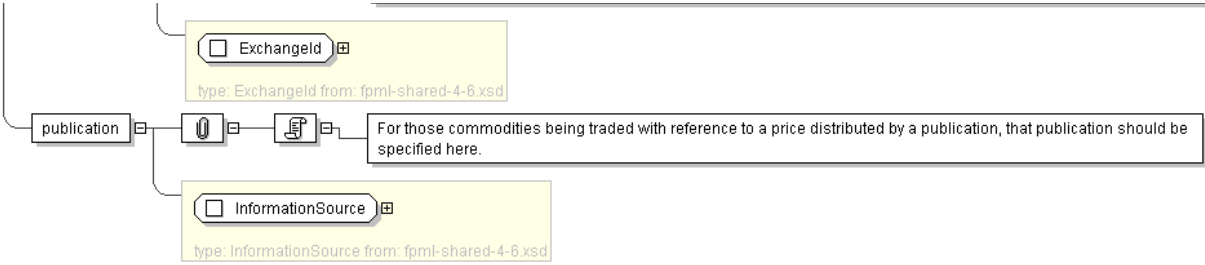 ExchangeId
type: ExchangeId from: fpml-shared-4-6.xsd
publication
For those commodities being traded with reference to a price distributed by a publication, that publication should be
specified here.
InformationSource
type: InformationSource from: fpml-shared-4-6.xsd